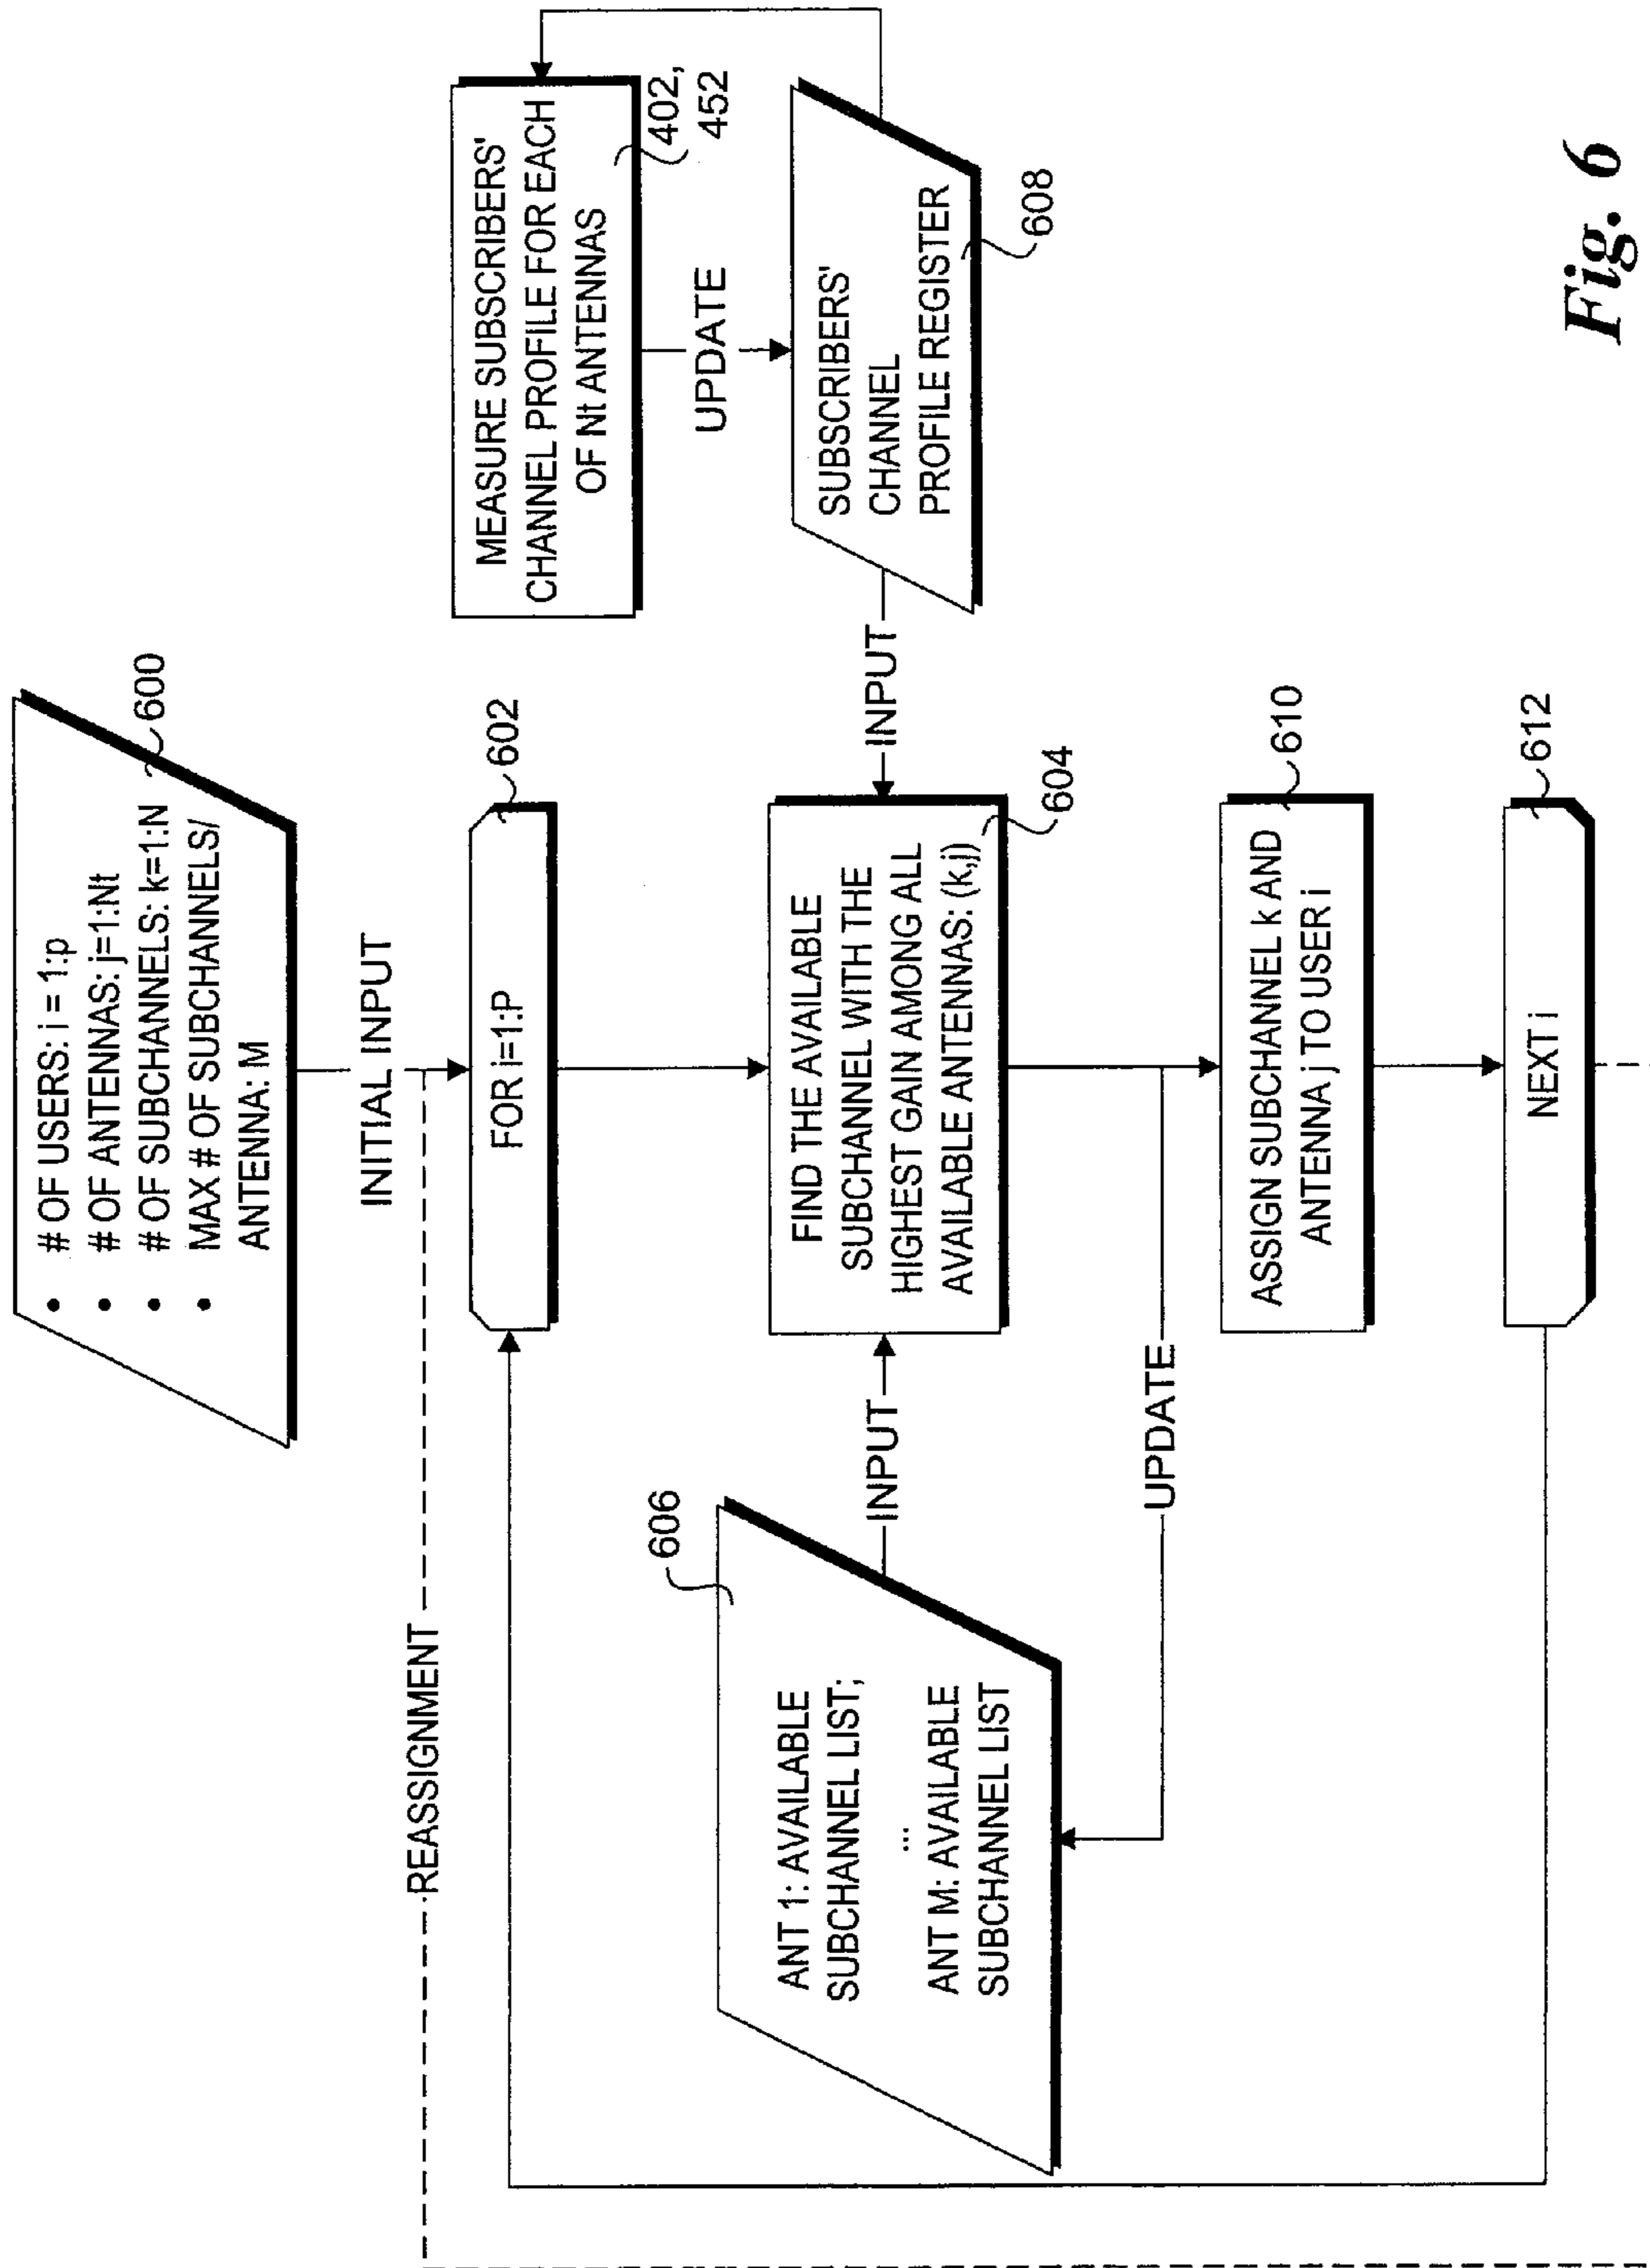 • # OF USERS: i = 1:p
• # OF ANTENNAS: j=1:Nt
• # OF SUBCHANNELS: k=1:N
• MAX # OF SUBCHANNELS/
ANTENNA: M
600
INITIAL INPUT
REASSIGNMENT
FOR i=1:P
602
MEASURE SUBSCRIBERS'
CHANNEL PROFILE FOR EACH
OF Nt ANTENNAS
402,
452
UPDATE
606
ANT 1: AVAILABLE
SUBCHANNEL LIST;
...
ANT M: AVAILABLE
SUBCHANNEL LIST
INPUT
FIND THE AVAILABLE
SUBCHANNEL WITH THE
HIGHEST GAIN AMONG ALL
AVAILABLE ANTENNAS: (k,j)
604
INPUT
SUBSCRIBERS'
CHANNEL
PROFILE REGISTER
608
UPDATE
ASSIGN SUBCHANNEL k AND
ANTENNA j TO USER i
610
NEXT i
612
Fig. 6